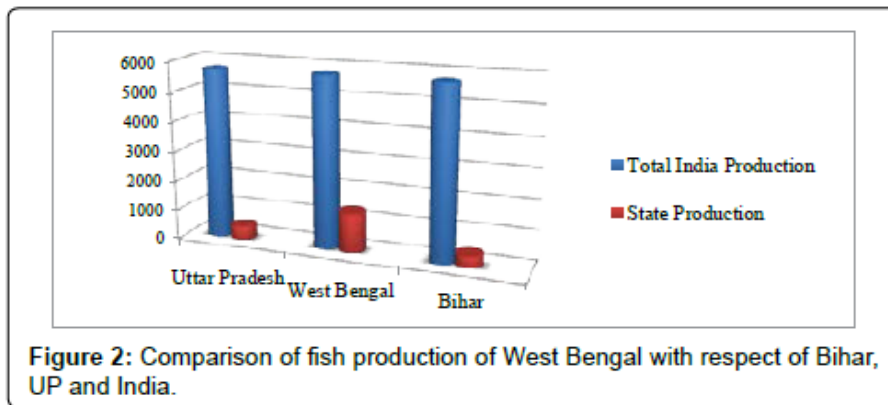 6000
5000
4000
3000
2000
1000
0
Uttar Pradesh
West Bengal
Bihar
Total India Production
State Production
Figure 2: Comparison of fish production of West Bengal with respect of Bihar,
UP and India.